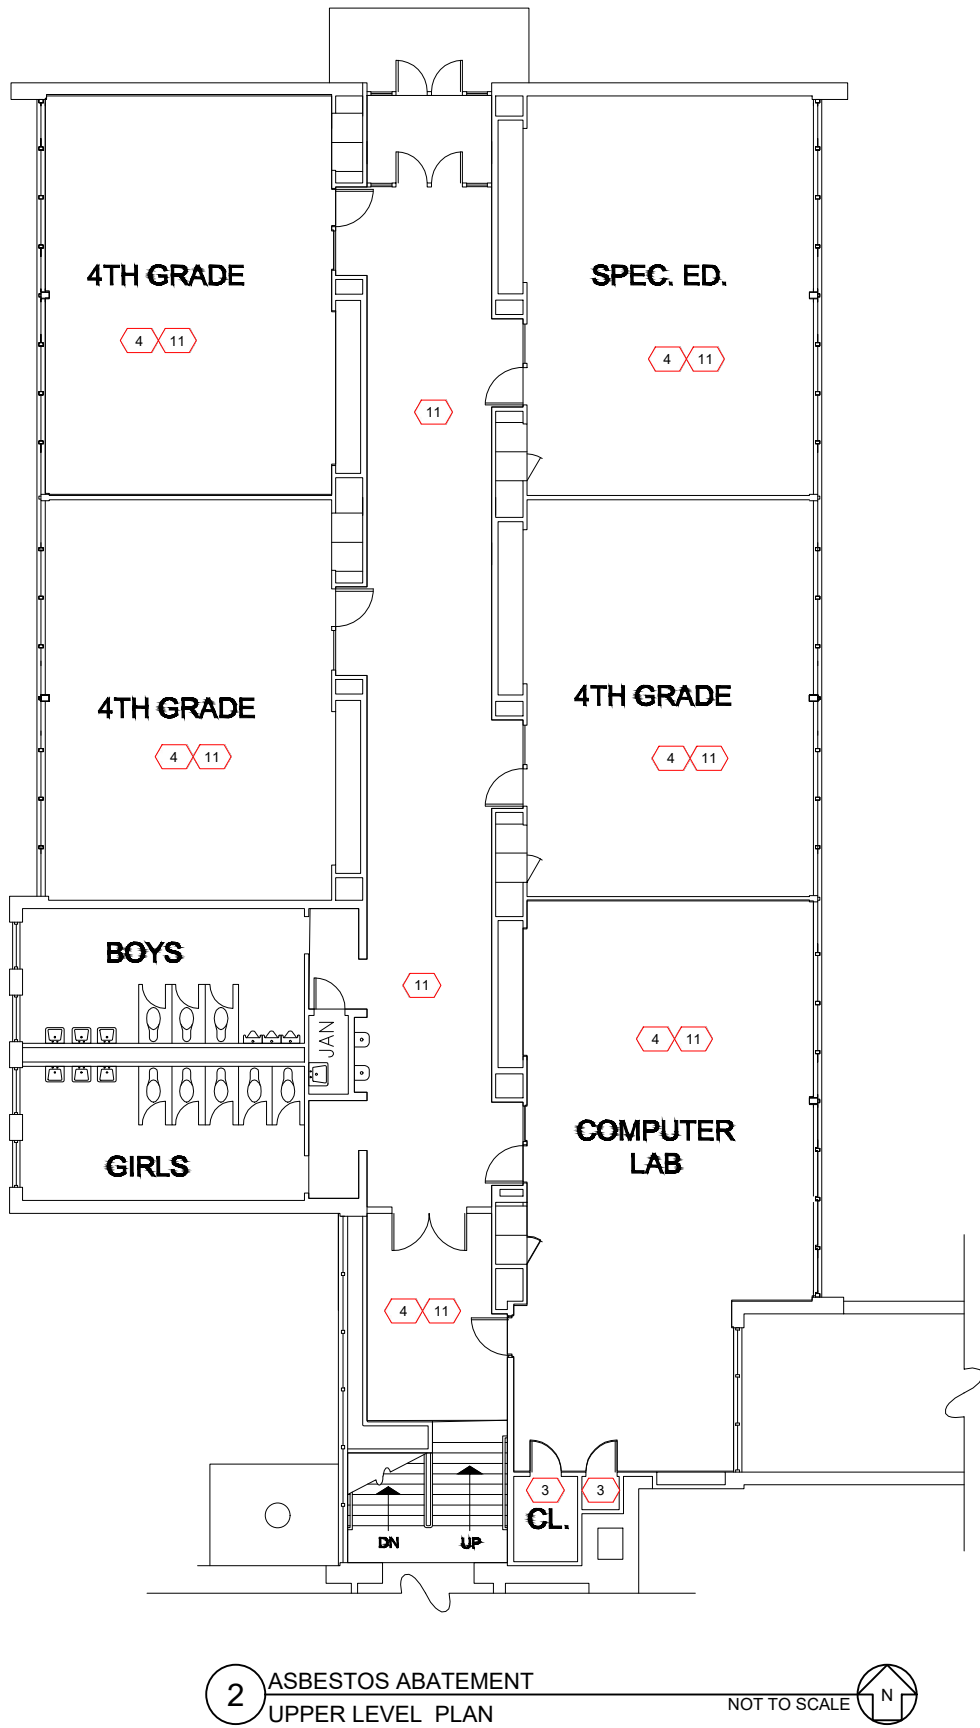 4TH GRADE
4 11
SPEC. ED.
4 11
11
4TH GRADE
4 11
4TH GRADE
4 11
BOYS
11
JAN
4 11
COMPUTER
LAB
GIRLS
4 11
3
3
CL.
DN
UP
2
ASBESTOS ABATEMENT
UPPER LEVEL PLAN
NOT TO SCALE
N